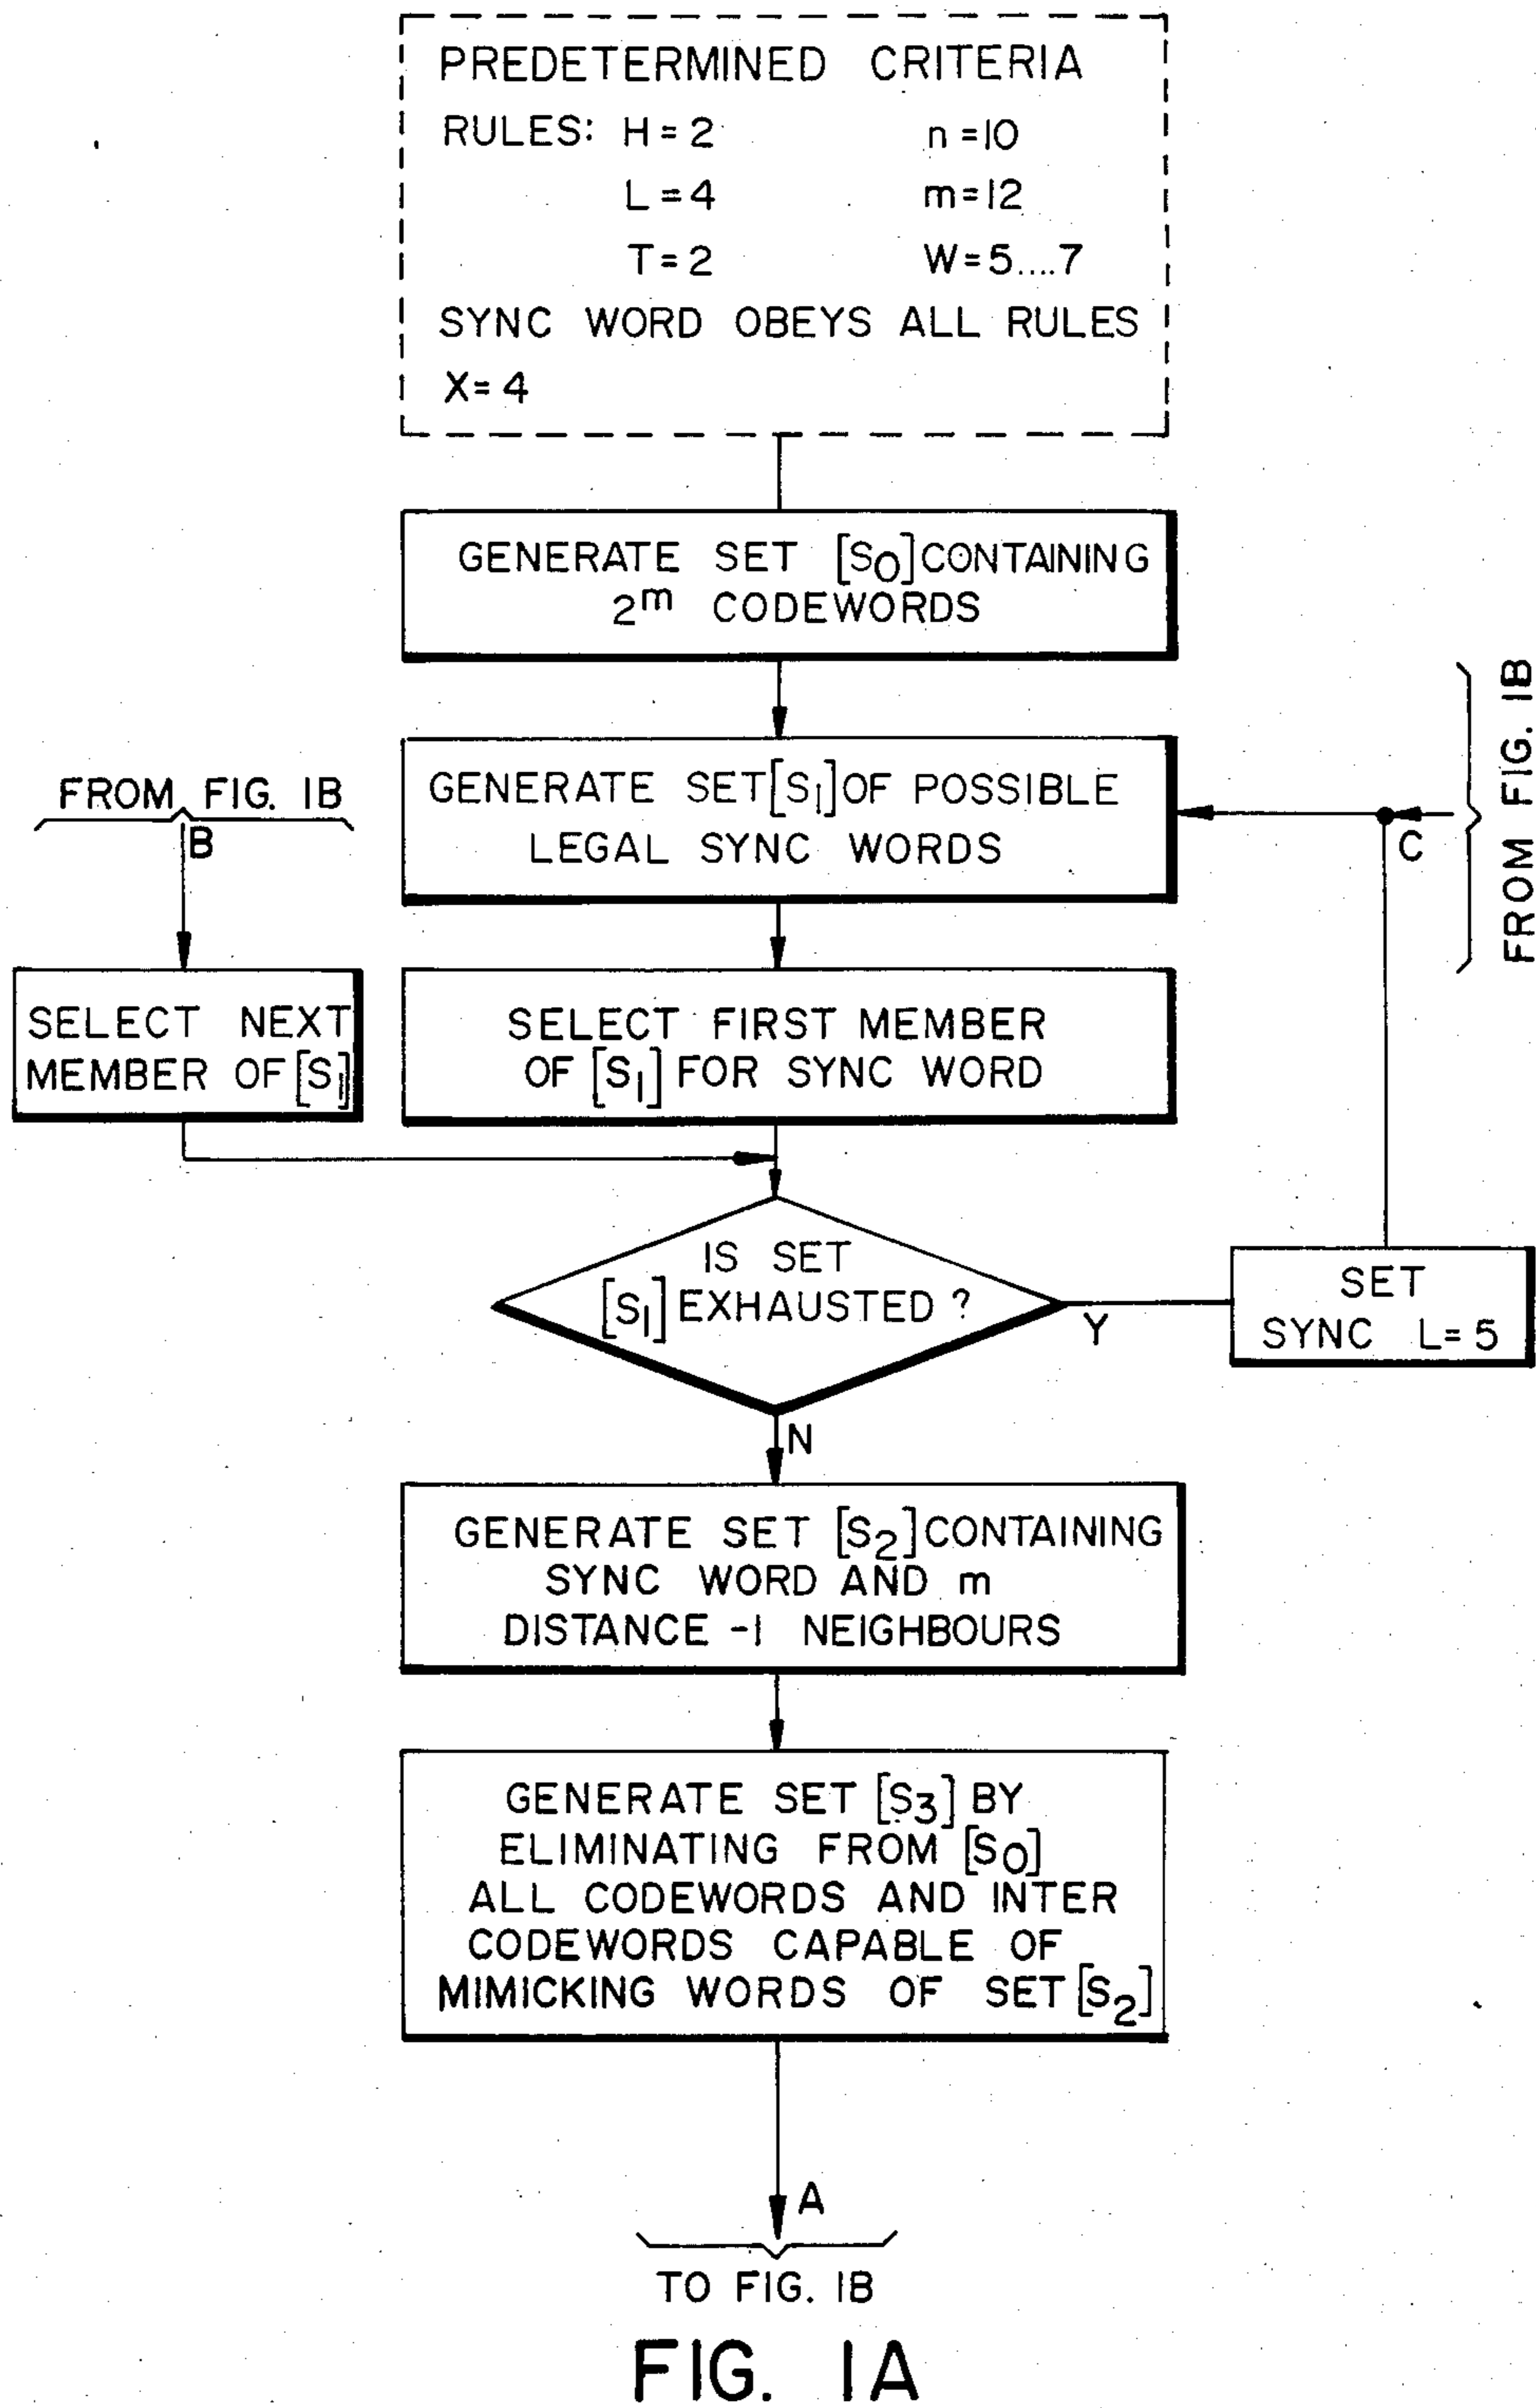 PREDETERMINED CRITERIA
RULES: H=2 n=10
L=4 m=12
T=2 W=5....7
SYNC WORD OBEYS ALL RULES
X=4
GENERATE SET [S0] CONTAINING
2^m CODEWORDS
FROM FIG. 1B
B
GENERATE SET [S1] OF POSSIBLE
LEGAL SYNC WORDS
C
FROM FIG. 1B
SELECT NEXT
MEMBER OF [S1]
SELECT FIRST MEMBER
OF [S1] FOR SYNC WORD
IS SET
[S1] EXHAUSTED ?
Y
SET
SYNC L=5
N
GENERATE SET [S2] CONTAINING
SYNC WORD AND m
DISTANCE -1 NEIGHBOURS
GENERATE SET [S3] BY
ELIMINATING FROM [S0]
ALL CODEWORDS AND INTER
CODEWORDS CAPABLE OF
MIMICKING WORDS OF SET [S2]
A
TO FIG. 1B
FIG. 1A